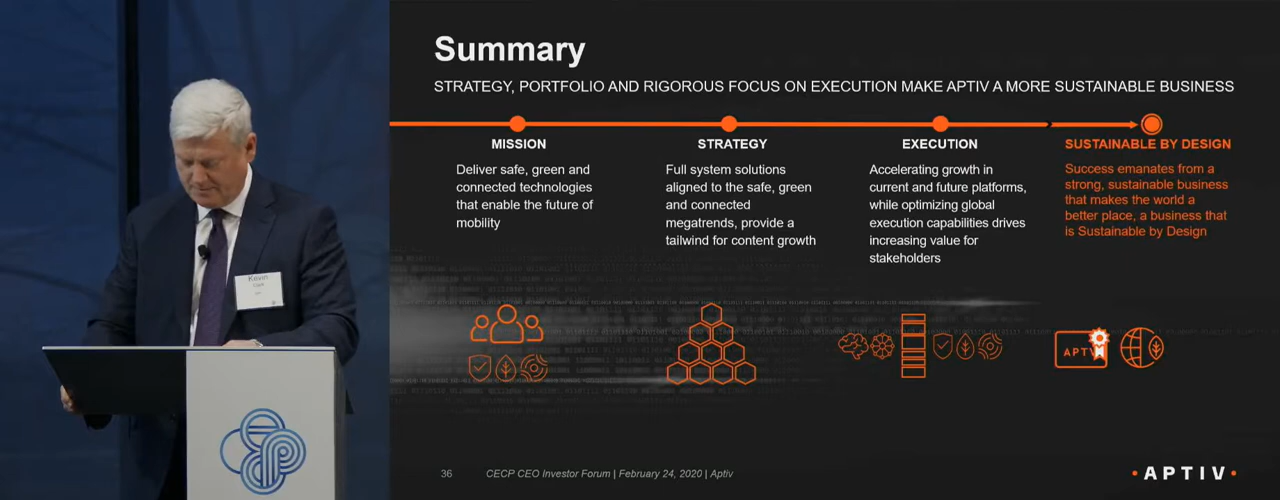 Summary
STRATEGY, PORTFOLIO AND RIGOROUS FOCUS ON EXECUTION MAKE APTIV A MORE SUSTAINABLE BUSINESS
MISSION
Deliver safe, green and
connected technologies
that enable the future of
mobility
STRATEGY
Full system solutions
aligned to the safe, green
and connected
megatrends, provide a
tailwind for content growth
EXECUTION
Accelerating growth in
current and future platforms,
while optimizing global
execution capabilities drives
increasing value for
stakeholders
SUSTAINABLE BY DESIGN
Success emanates from a
strong, sustainable business
that makes the world a
better place, a business that
is Sustainable by Design
Kevin
APTIV
36 CECP CEO Investor Forum | February 24, 2020 | Aptiv
• APTIV •